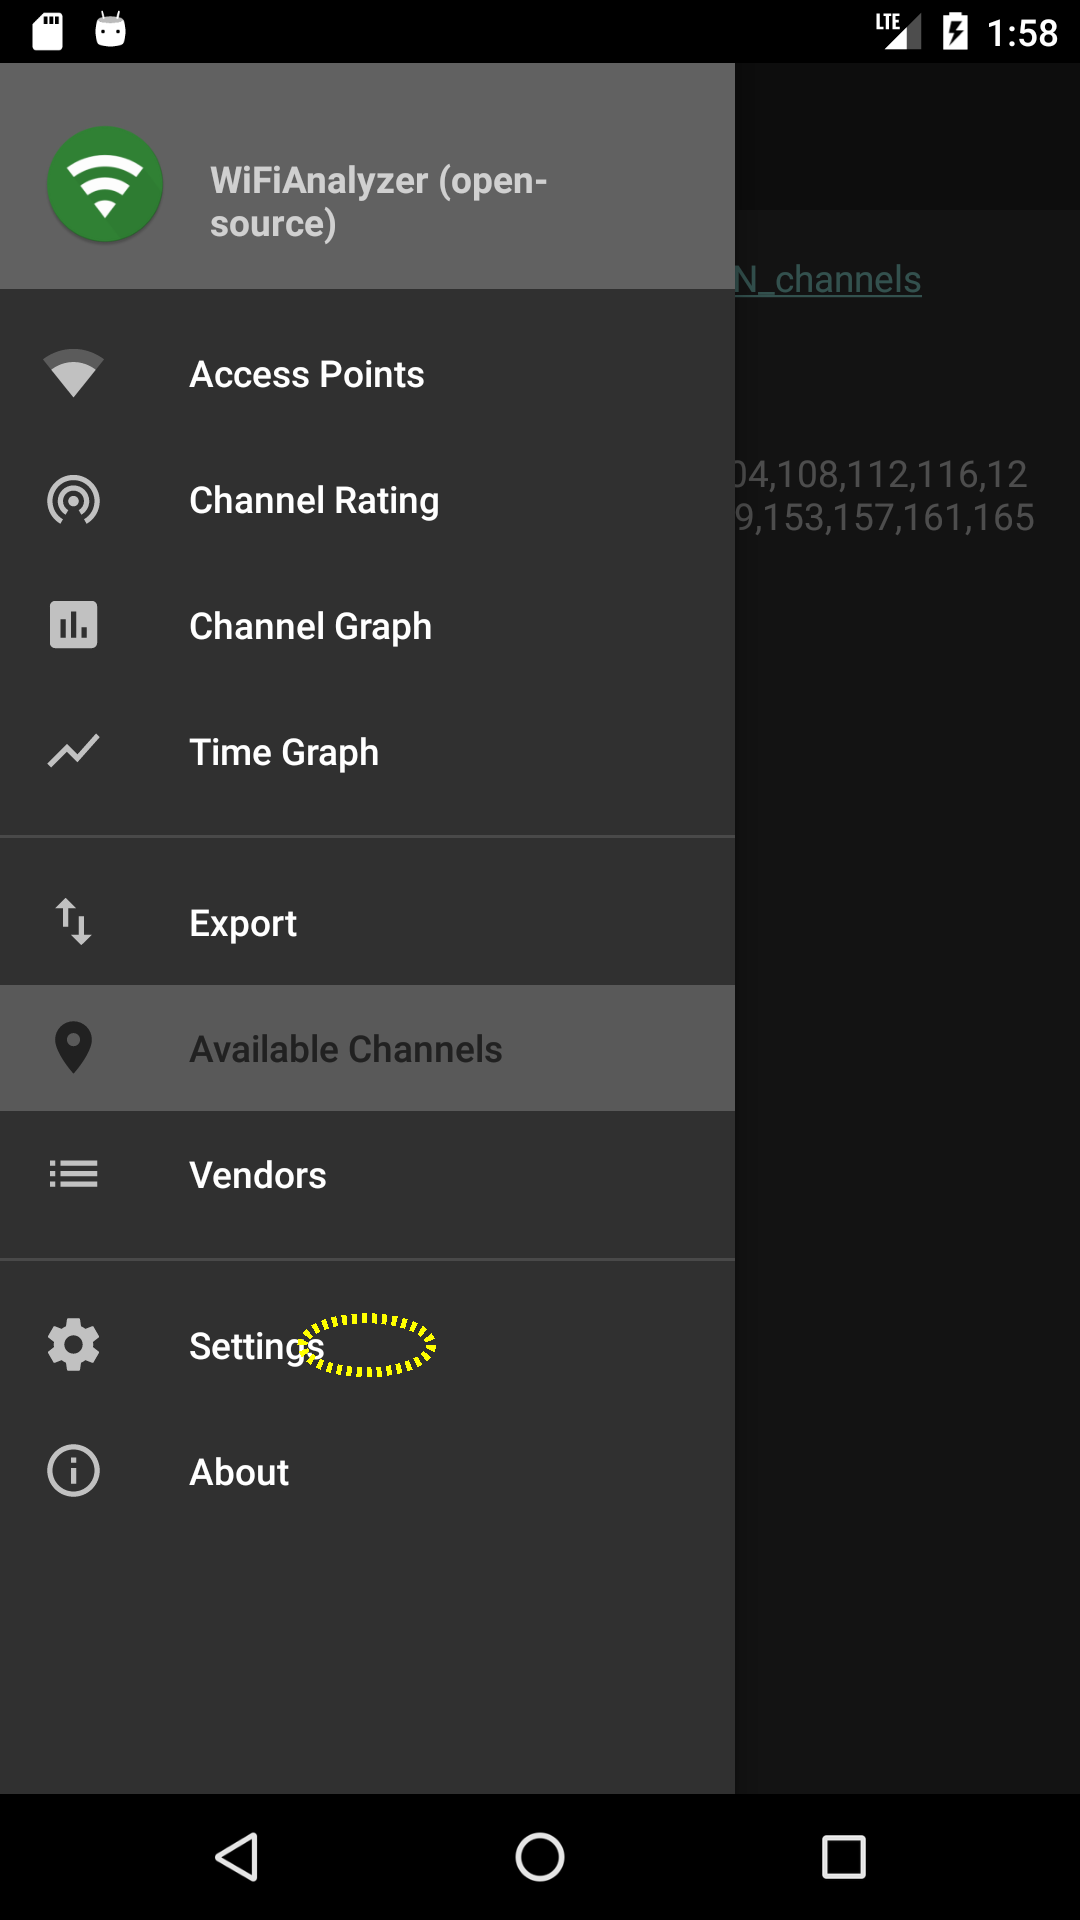 LTE 1:58
WiFiAnalyzer (open-
source)
N_channels
Access Points
04,108,112,116,12
9,153,157,161,165
Channel Rating
Channel Graph
Time Graph
Export
Available Channels
Vendors
Settings
About